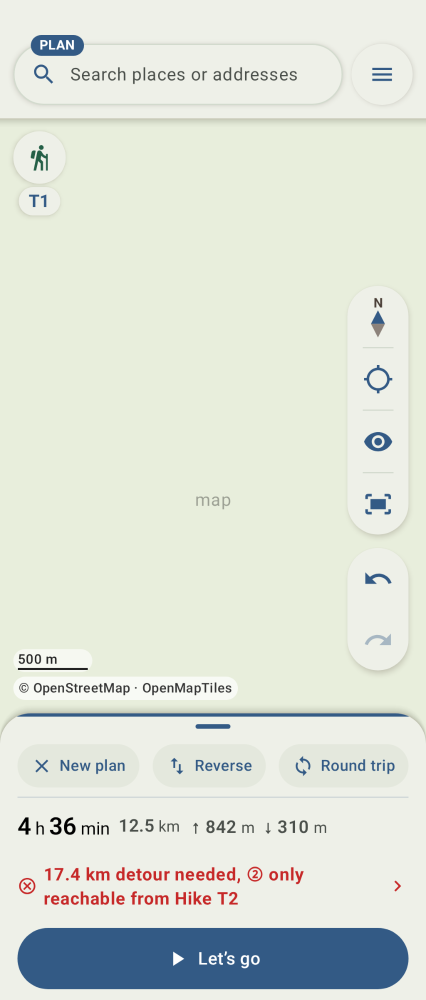 PLAN
Search places or addresses
T1
N
map
500 m
© OpenStreetMap · OpenMapTiles
New plan
Reverse
Round trip
4 h 36 min 12.5 km ↑ 842 m ↓ 310 m
17.4 km detour needed, ② only
reachable from Hike T2
Let's go